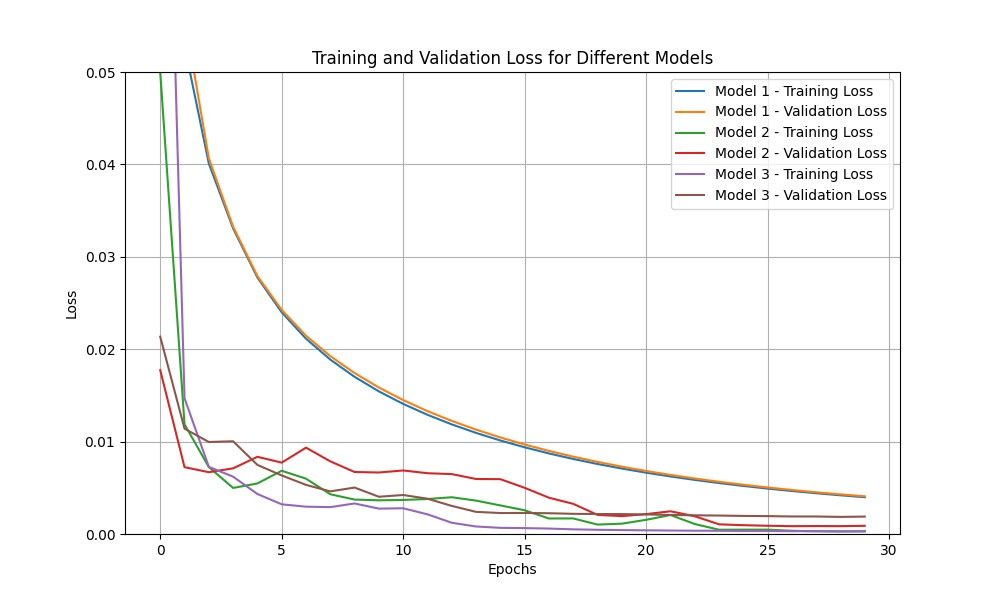 Training and Validation Loss for Different Models
Loss
0.05
0.04
0.03
0.02
0.01
0.00
Model 1 - Training Loss
Model 1 - Validation Loss
Model 2 - Training Loss
Model 2 - Validation Loss
Model 3 - Training Loss
Model 3 - Validation Loss
0 5 10 15 20 25 30
Epochs